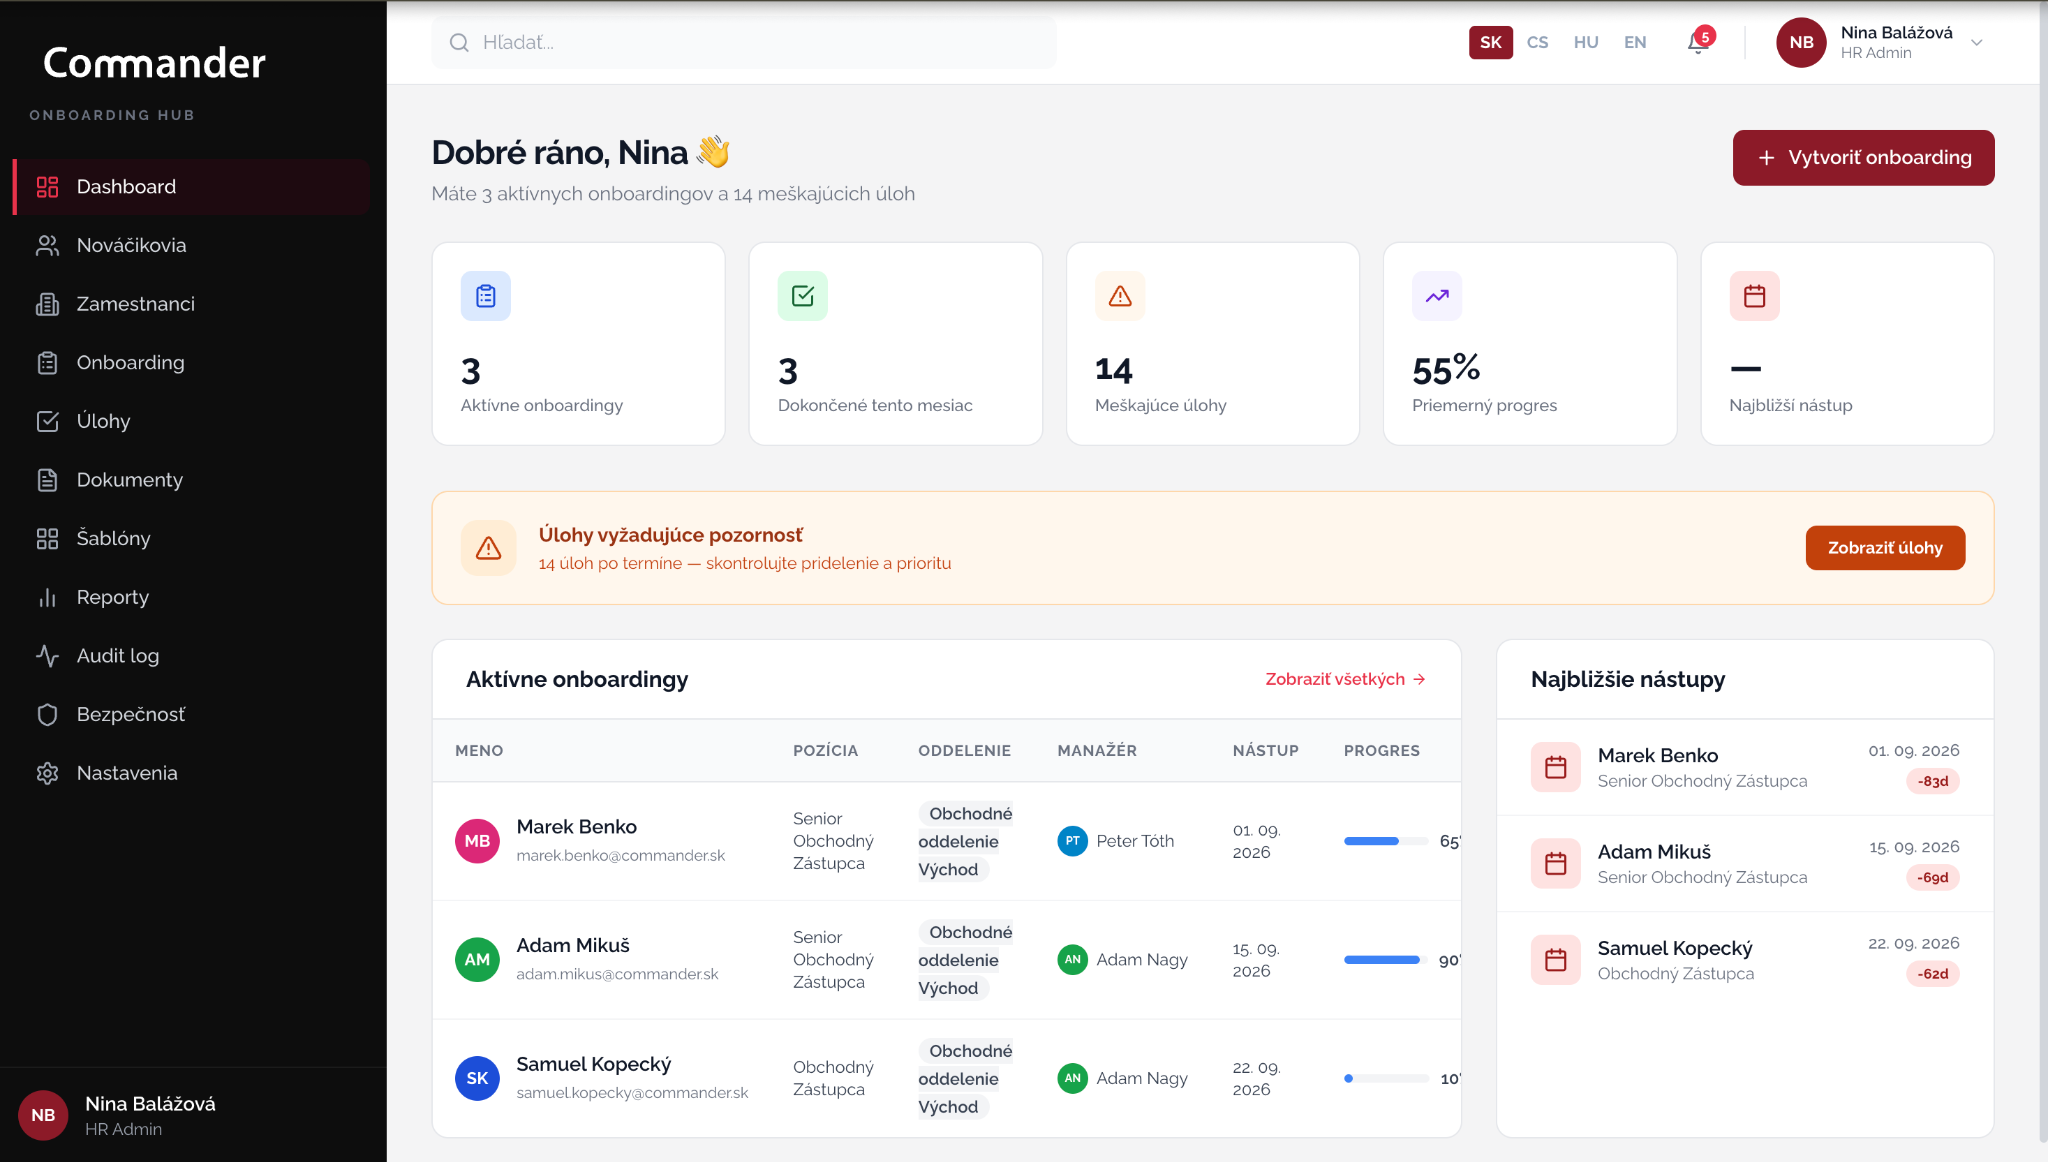 Commander
ONBOARDING HUB
Dashboard
Nováčikovia
Zamestnanci
Onboarding
Úlohy
Dokumenty
Šablóny
Reporty
Audit log
Bezpečnosť
Nastavenia
NB
Nina Balážová
HR Admin
Hľadať...
SK CS HU EN
5
NB
Nina Balážová
HR Admin
Dobré ráno, Nina 👋
Máte 3 aktívnych onboardingov a 14 meškajúcich úloh
+ Vytvoriť onboarding
3
Aktívne onboardingy
3
Dokončené tento mesiac
14
Meškajúce úlohy
55%
Priemerný progres
—
Najbližší nástup
Úlohy vyžadujúce pozornosť
14 úloh po termíne — skontrolujte pridelenie a prioritu
Zobraziť úlohy
Aktívne onboardingy
Zobraziť všetkých →
MENO POZÍCIA ODDELENIE MANAŽÉR NÁSTUP PROGRES
MB
Marek Benko
marek.benko@commander.sk
Senior
Obchodný
Zástupca
Obchodné
oddelenie
Východ
PT Peter Tóth
01. 09.
2026
65%
AM
Adam Mikuš
adam.mikus@commander.sk
Senior
Obchodný
Zástupca
Obchodné
oddelenie
Východ
AN Adam Nagy
15. 09.
2026
90%
SK
Samuel Kopecký
samuel.kopecky@commander.sk
Obchodný
Zástupca
Obchodné
oddelenie
Východ
AN Adam Nagy
22. 09.
2026
10%
Najbližšie nástupy
Marek Benko
Senior Obchodný Zástupca
01. 09. 2026
-83d
Adam Mikuš
Senior Obchodný Zástupca
15. 09. 2026
-69d
Samuel Kopecký
Obchodný Zástupca
22. 09. 2026
-62d